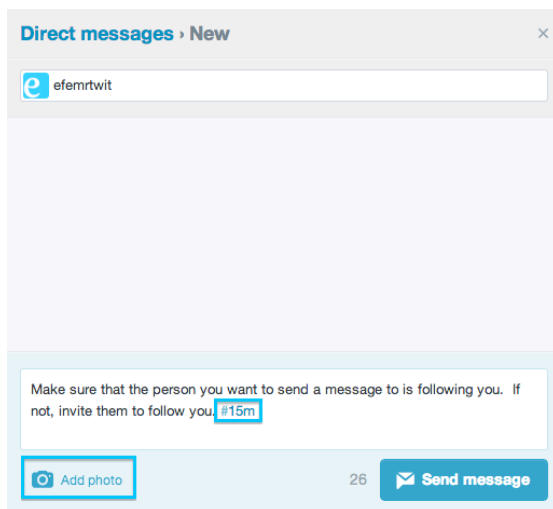 Direct messages › New ×
e efemrtwit
Make sure that the person you want to send a message to is following you.  If
not, invite them to follow you. #15m
Add photo 26 Send message